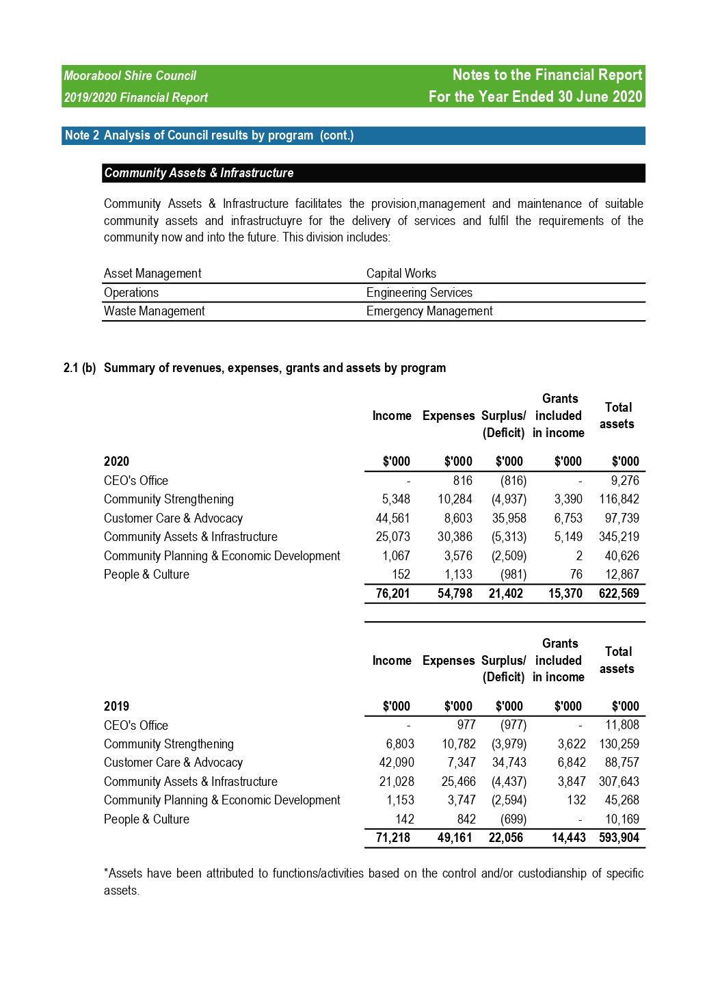 Moorabool Shire Council Notes to the Financial Report
2019/2020 Financial Report For the Year Ended 30 June 2020
Note 2 Analysis of Council results by program (cont.)
Community Assets & Infrastructure
Community Assets & Infrastructure facilitates the provision,management and maintenance of suitable
community assets and infrastructuyre for the delivery of services and fulfil the requirements of the
community now and into the future. This division includes:
Asset Management Capital Works
Operations Engineering Services
Waste Management Emergency Management
2.1 (b) Summary of revenues, expenses, grants and assets by program
Income Expenses Surplus/ (Deficit) Grants included in income Total assets
2020 $'000 $'000 $'000 $'000 $'000
CEO's Office - 816 (816) - 9,276
Community Strengthening 5,348 10,284 (4,937) 3,390 116,842
Customer Care & Advocacy 44,561 8,603 35,958 6,753 97,739
Community Assets & Infrastructure 25,073 30,386 (5,313) 5,149 345,219
Community Planning & Economic Development 1,067 3,576 (2,509) 2 40,626
People & Culture 152 1,133 (981) 76 12,867
76,201 54,798 21,402 15,370 622,569
Income Expenses Surplus/ (Deficit) Grants included in income Total assets
2019 $'000 $'000 $'000 $'000 $'000
CEO's Office - 977 (977) - 11,808
Community Strengthening 6,803 10,782 (3,979) 3,622 130,259
Customer Care & Advocacy 42,090 7,347 34,743 6,842 88,757
Community Assets & Infrastructure 21,028 25,466 (4,437) 3,847 307,643
Community Planning & Economic Development 1,153 3,747 (2,594) 132 45,268
People & Culture 142 842 (699) - 10,169
71,218 49,161 22,056 14,443 593,904
*Assets have been attributed to functions/activities based on the control and/or custodianship of specific
assets.